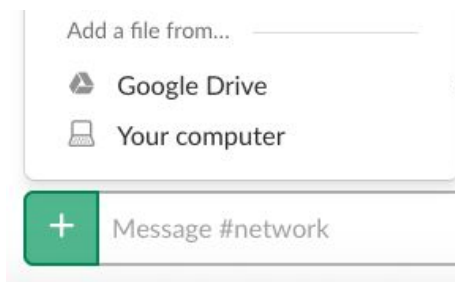 Add a file from...
Google Drive
Your computer
+ Message #network